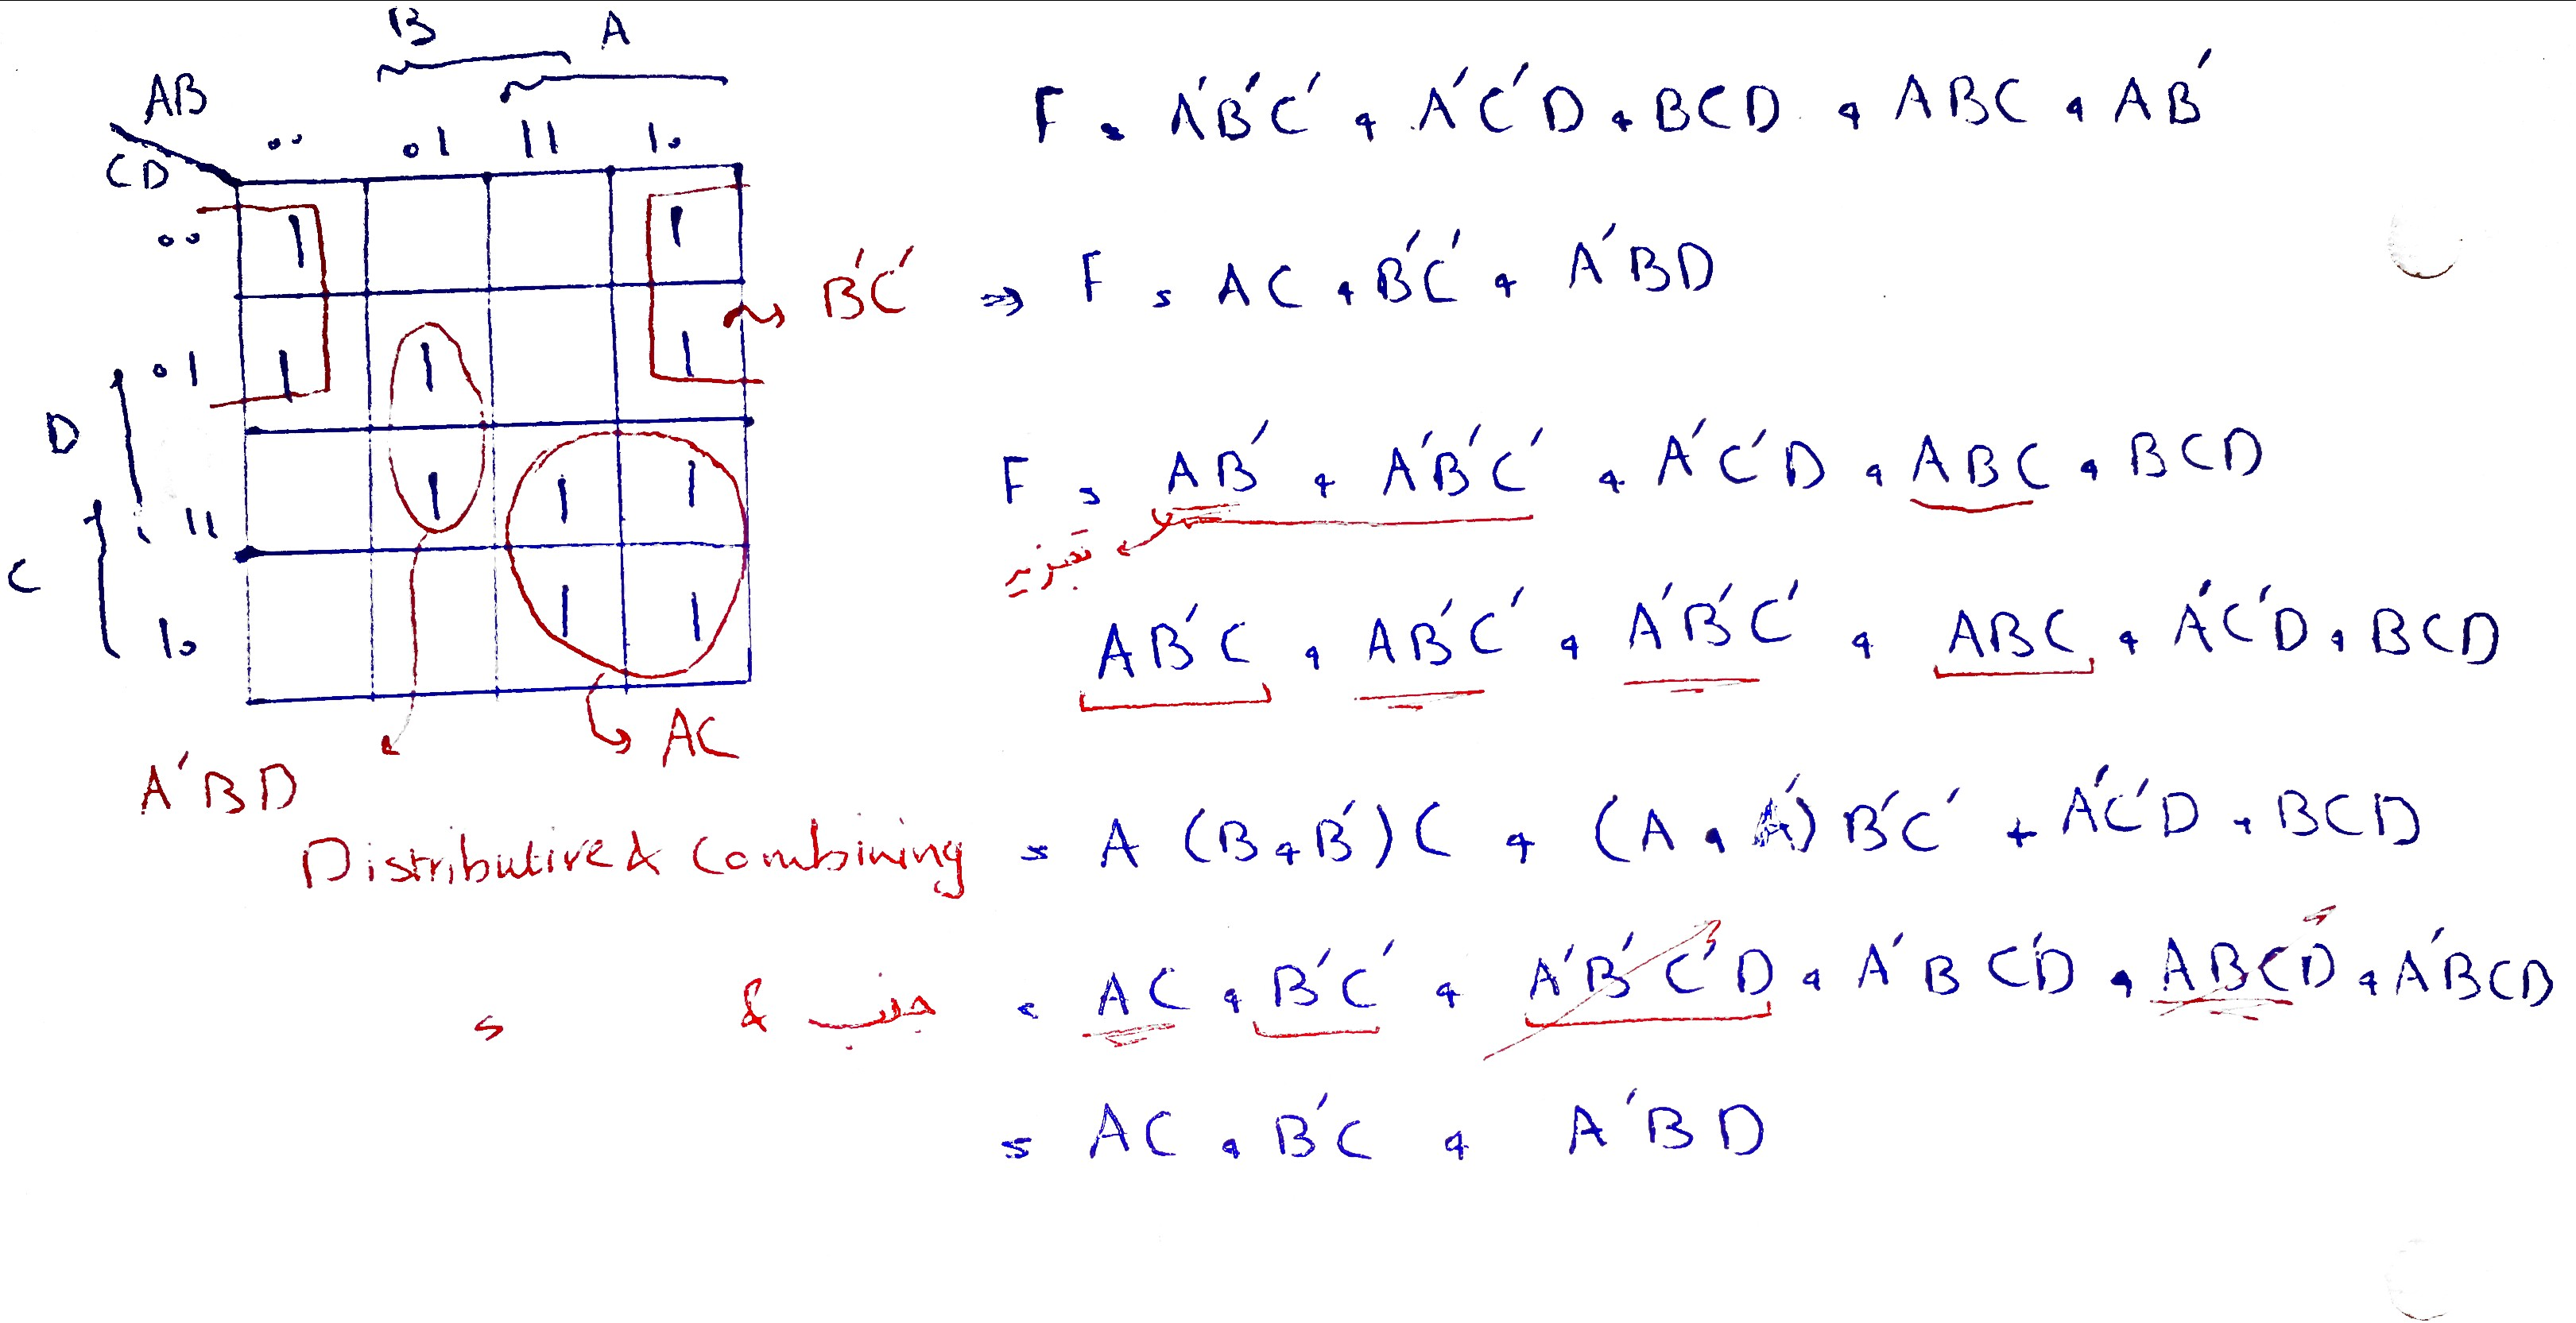 B A
AB
CD
00 01 11 10
00 1 1
01 1 1 1
D
11 1 1 1
C
10 1 1
B'C'
A'BD
AC
F = A'B'C' + A'C'D + BCD + ABC + AB'
⇒ F = AC + B'C' + A'BD
F = AB' + A'B'C' + A'C'D + ABC + BCD
تجزیه
AB'C + AB'C' + A'B'C' + ABC + A'C'D + BCD
Distributive & Combining = A (B+B')C + (A+A')B'C' + A'C'D + BCD
= & جذب = AC + B'C' + A'B'C'D + A'BC'D + ABCD + A'BCD
= AC + B'C + A'BD